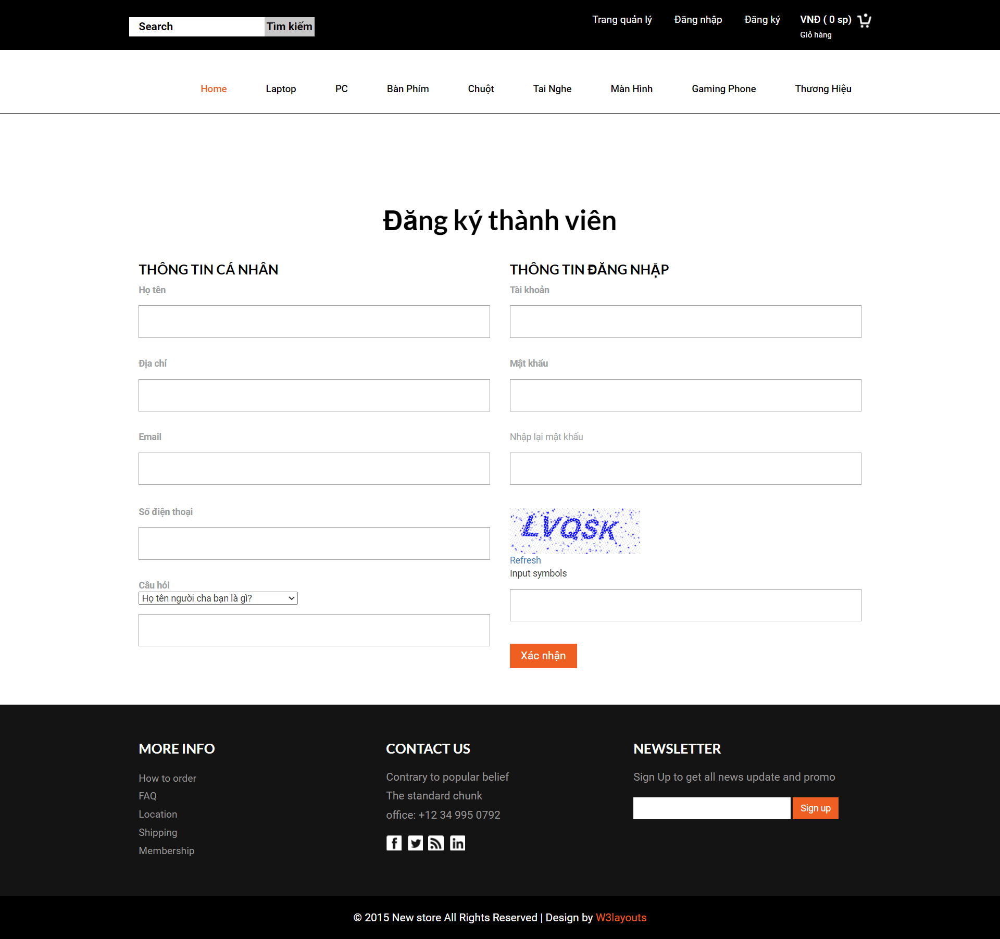 Search
Tìm kiếm
Trang quản lý
Đăng nhập
Đăng ký
VNĐ ( 0 sp)
Giỏ hàng
Home
Laptop
PC
Bàn Phím
Chuột
Tai Nghe
Màn Hình
Gaming Phone
Thương Hiệu
Đăng ký thành viên
THÔNG TIN CÁ NHÂN
Họ tên
Địa chỉ
Email
Số điện thoại
Câu hỏi
Họ tên người cha bạn là gì?
THÔNG TIN ĐĂNG NHẬP
Tài khoản
Mật khẩu
Nhập lại mật khẩu
LVQSK
Refresh
Input symbols
Xác nhận
MORE INFO
How to order
FAQ
Location
Shipping
Membership
CONTACT US
Contrary to popular belief
The standard chunk
office: +12 34 995 0792
NEWSLETTER
Sign Up to get all news update and promo
Sign up
© 2015 New store All Rights Reserved | Design by W3layouts